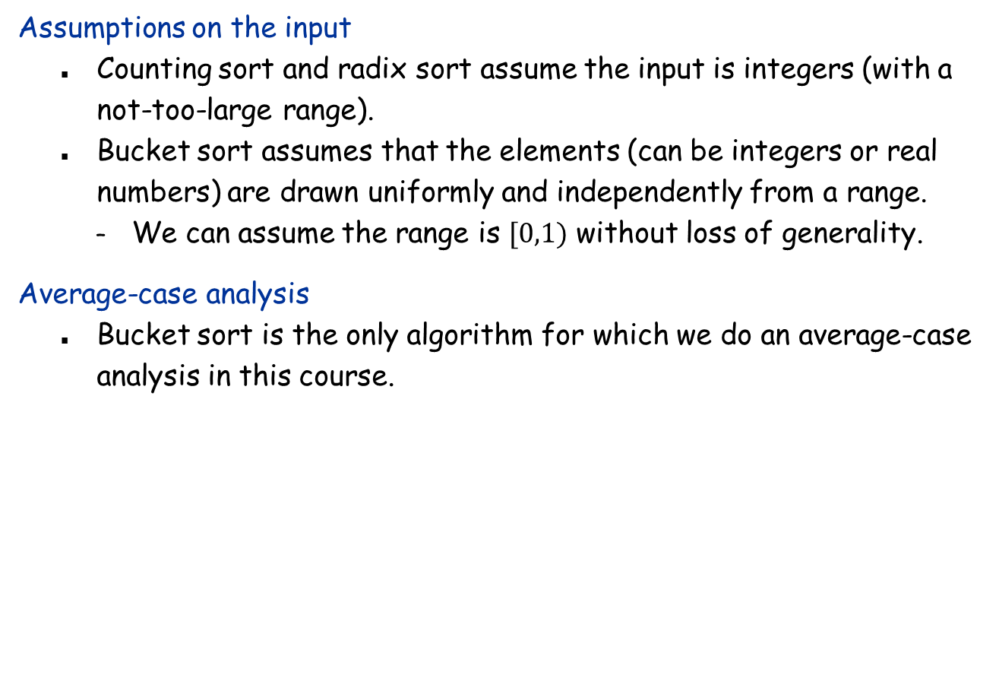 Assumptions on the input
▪ Counting sort and radix sort assume the input is integers (with a
not-too-large range).
▪ Bucket sort assumes that the elements (can be integers or real
numbers) are drawn uniformly and independently from a range.
- We can assume the range is [0,1) without loss of generality.
Average-case analysis
▪ Bucket sort is the only algorithm for which we do an average-case
analysis in this course.